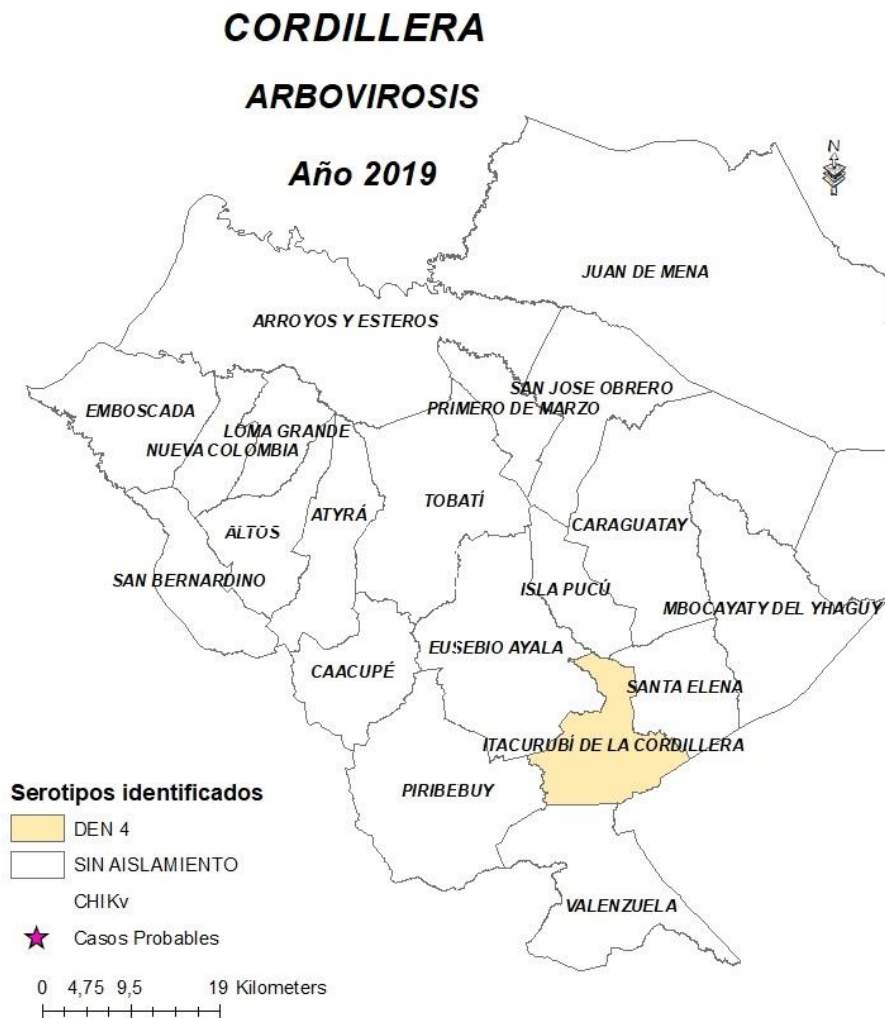 CORDILLERA
ARBOVIROSIS
Año 2019
N
JUAN DE MENA
ARROYOS Y ESTEROS
SAN JOSE OBRERO
PRIMERO DE MARZO
EMBOSCADA
LOMA GRANDE
NUEVA COLOMBIA
TOBATÍ
ATYRÁ
CARAGUATAY
ALTOS
SAN BERNARDINO
ISLA PUCÚ
MBOCAYATY DEL YHAGUY
EUSEBIO AYALA
CAACUPÉ
SANTA ELENA
ITACURUBÍ DE LA CORDILLERA
PIRIBEBUY
VALENZUELA
Serotipos identificados
DEN 4
SIN AISLAMIENTO
CHIKv
Casos Probables
0 4,75 9,5 19 Kilometers